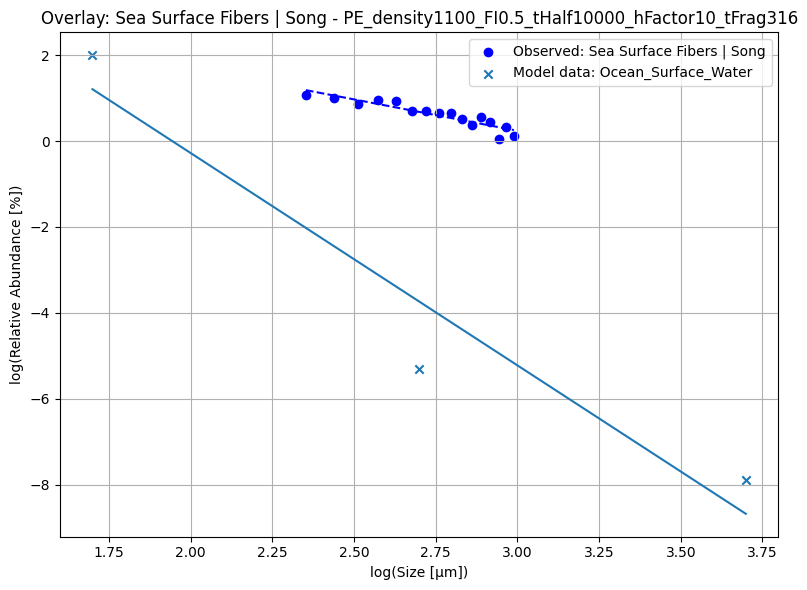 Overlay: Sea Surface Fibers | Song - PE_density1100_FI0.5_tHalf10000_hFactor10_tFrag316
Observed: Sea Surface Fibers | Song
Model data: Ocean_Surface_Water
log(Relative Abundance [%])
2
0
−2
−4
−6
−8
1.75 2.00 2.25 2.50 2.75 3.00 3.25 3.50 3.75
log(Size [µm])